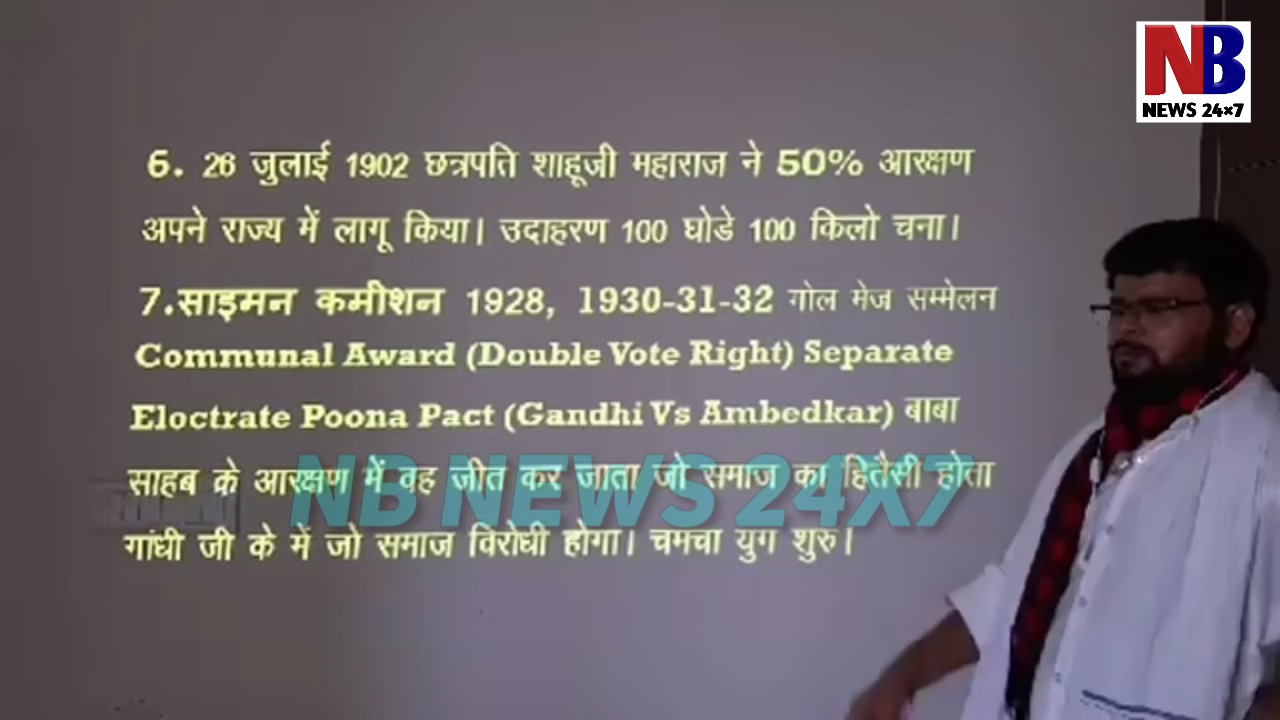 NB
NEWS 24×7
6. 26 जुलाई 1902 छत्रपति शाहूजी महाराज ने 50% आरक्षण
अपने राज्य में लागू किया। उदाहरण 100 घोडे 100 किलो चना।
7.साइमन कमीशन 1928, 1930-31-32 गोल मेज सम्मेलन
Communal Award (Double Vote Right) Separate
Eloctrate Poona Pact (Gandhi Vs Ambedkar) बाबा
साहब के आरक्षण में वह जीत कर जाता जो समाज का हितैसी होता
NB NEWS 24X7
गांधी जी के में जो समाज विरोधी होगा। चमचा युग शुरु।